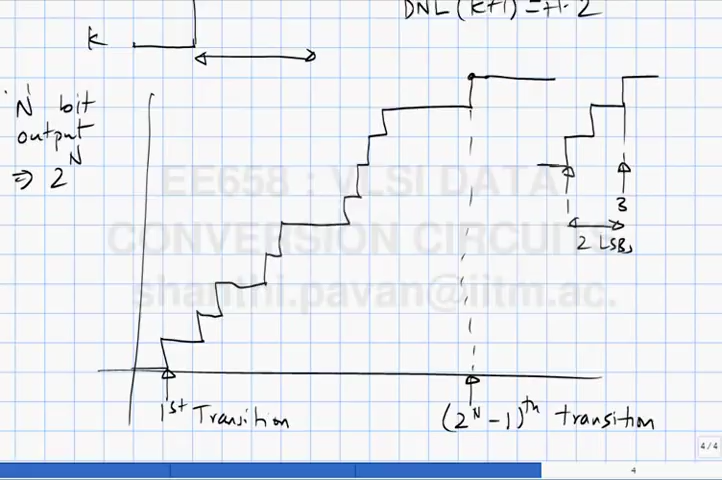 DNL (k+1) = +1.2
k
N bit
output
⇒ 2^N
EE658 : VLSI DATA
CONVERSION CIRCUITS
shanthi.pavan@iitm.ac.
3
2 LSBs
1st Transition
(2^N - 1)^th transition
4/4
4